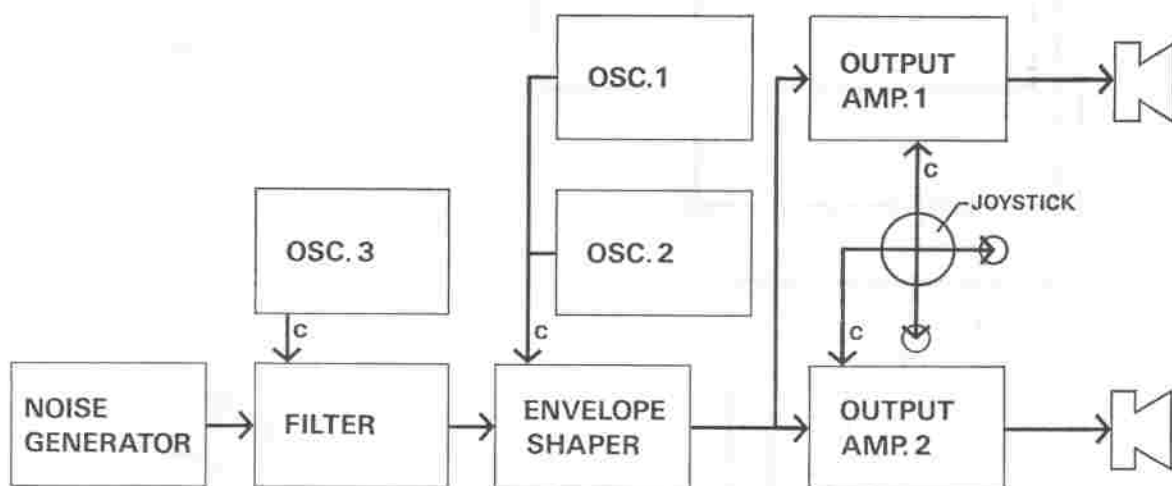 OSC.1
OUTPUT
AMP.1
C
JOYSTICK
OSC.3
OSC.2
C
C
C
NOISE
GENERATOR
FILTER
ENVELOPE
SHAPER
OUTPUT
AMP.2